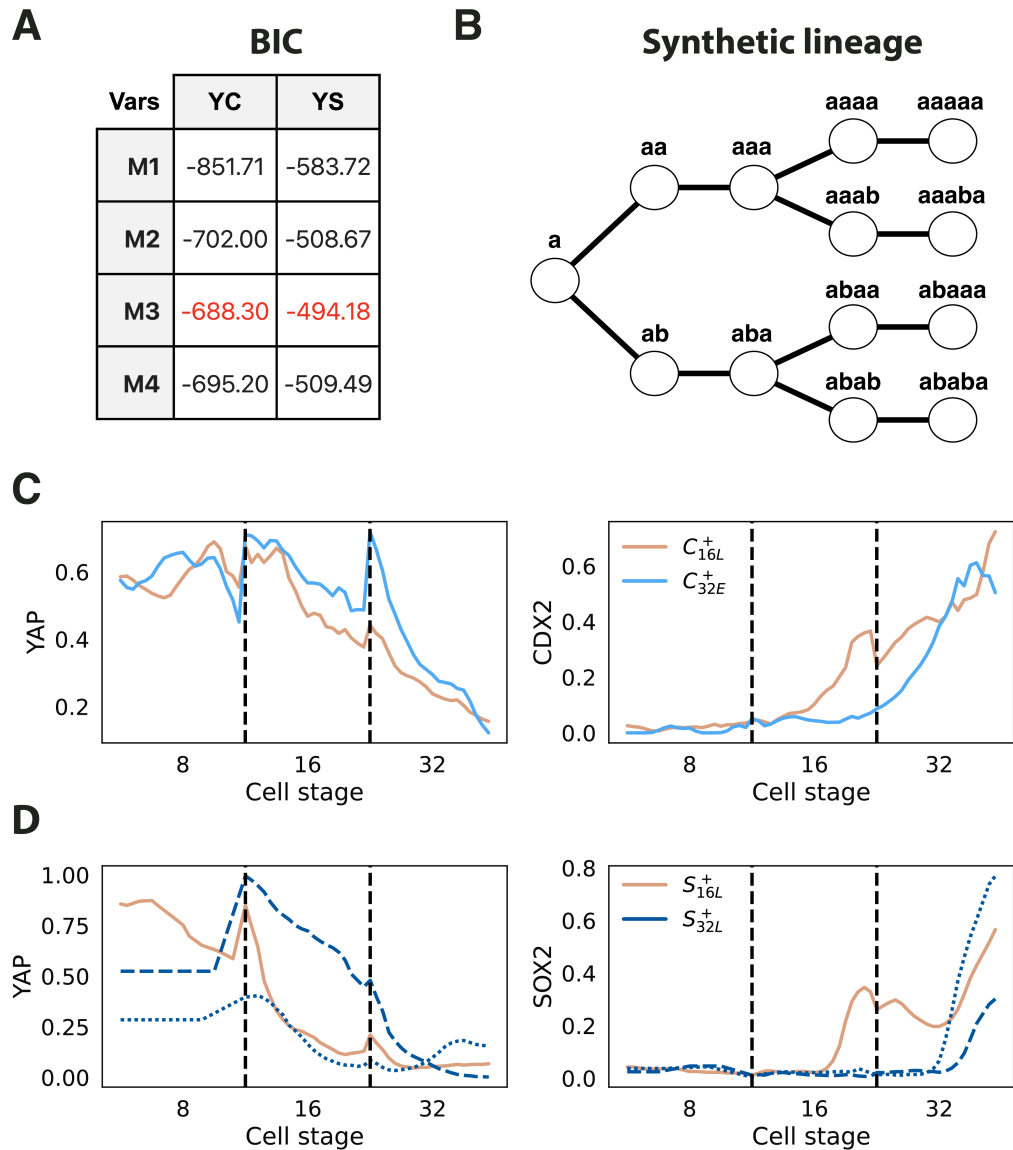 A
BIC
Vars YC YS
M1 -851.71 -583.72
M2 -702.00 -508.67
M3 -688.30 -494.18
M4 -695.20 -509.49
B
Synthetic lineage
aaaa aaaaa
aa aaa
aaab aaaba
a
abaa abaaa
ab aba
abab ababa
C
YAP
0.6
0.4
0.2
8 16 32
Cell stage
CDX2
0.6
0.4
0.2
0.0
C+16L
C+32E
8 16 32
Cell stage
D
YAP
1.00
0.75
0.50
0.25
0.00
8 16 32
Cell stage
SOX2
0.8
0.6
0.4
0.2
0.0
S+16L
S+32L
8 16 32
Cell stage